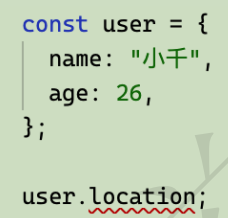 const user = {
  name: "小千",
  age: 26,
};

user.location;